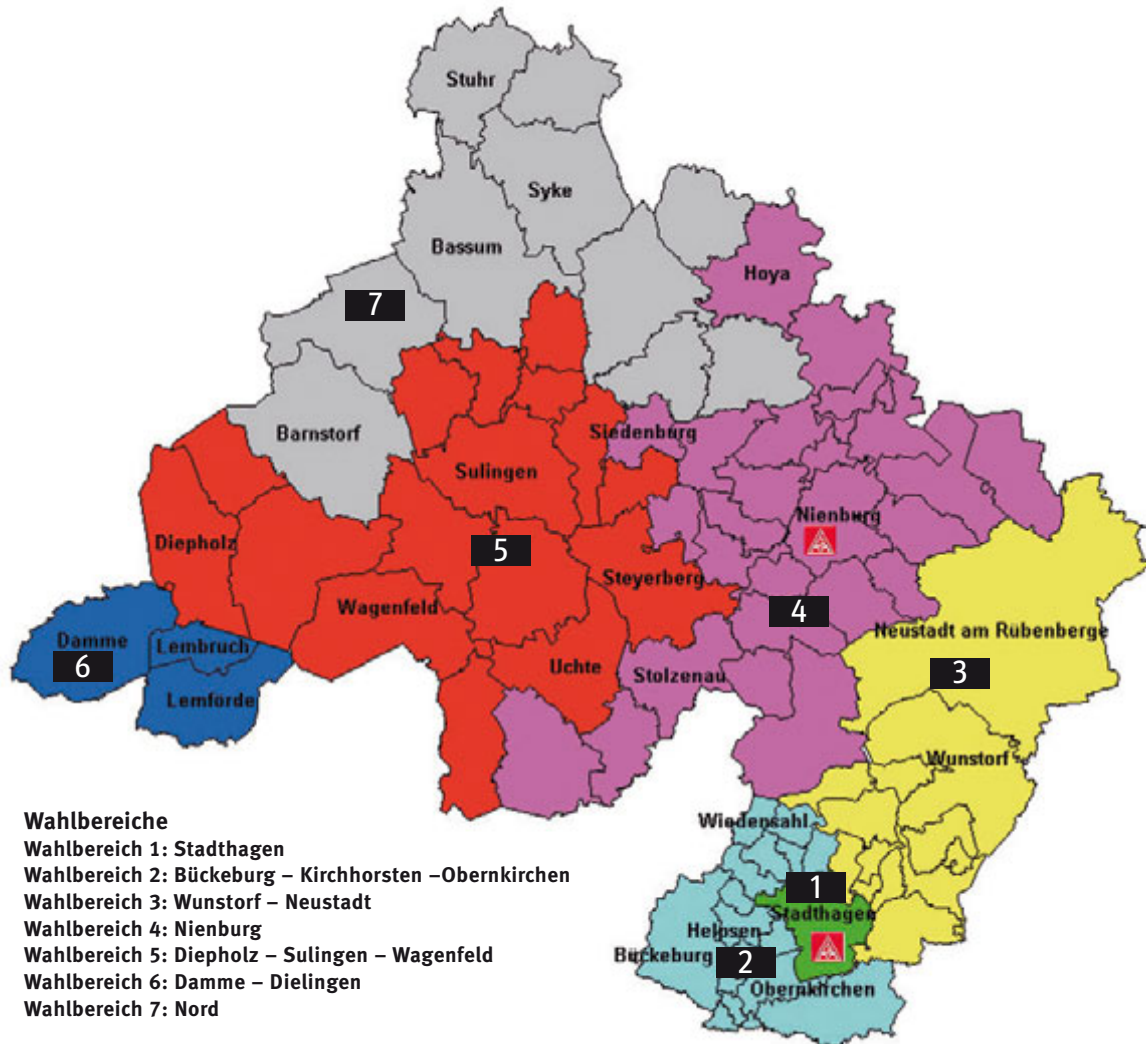 Stuhr
Syke
Bassum
Hoya
7
Barnstorf
Siedenburg
Sulingen
Nienburg
Diepholz
5
Steyerberg
Wagenfeld
4
Damme
Lembruch
Neustadt am Rübenberge
6
Uchte
Stolzenau
3
Lemförde
Wunstorf
Wiedensahl
1
Stadthagen
Helpsen
Bückeburg
2
Obernkirchen
Wahlbereiche
Wahlbereich 1: Stadthagen
Wahlbereich 2: Bückeburg – Kirchhorsten –Obernkirchen
Wahlbereich 3: Wunstorf – Neustadt
Wahlbereich 4: Nienburg
Wahlbereich 5: Diepholz – Sulingen – Wagenfeld
Wahlbereich 6: Damme – Dielingen
Wahlbereich 7: Nord